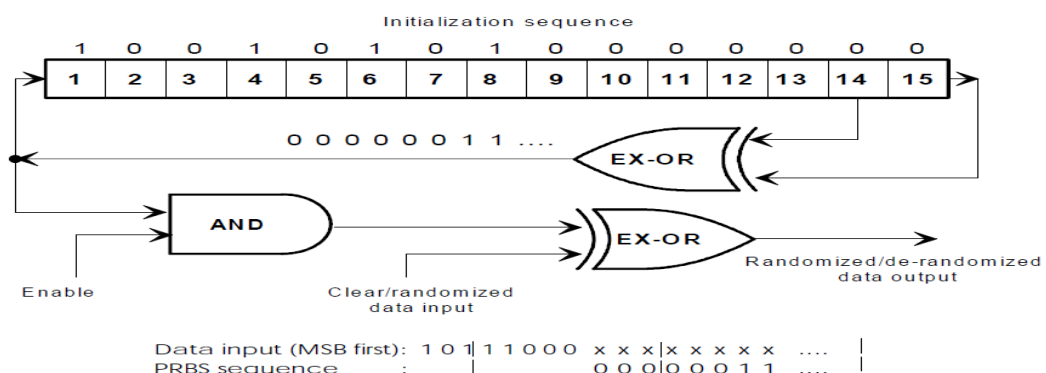 Initialization sequence
1 0 0 1 0 1 0 1 0 0 0 0 0 0 0
1 2 3 4 5 6 7 8 9 10 11 12 13 14 15
0 0 0 0 0 0 1 1 ....
EX-OR
AND
EX-OR
Enable
Clear/randomized
data input
Randomized/de-randomized
data output
Data input (MSB first): 1 0 1|1 1 0 0 0 x x x|x x x x x .... |
PRBS sequence : | 0 0 0|0 0 0 1 1 .... |